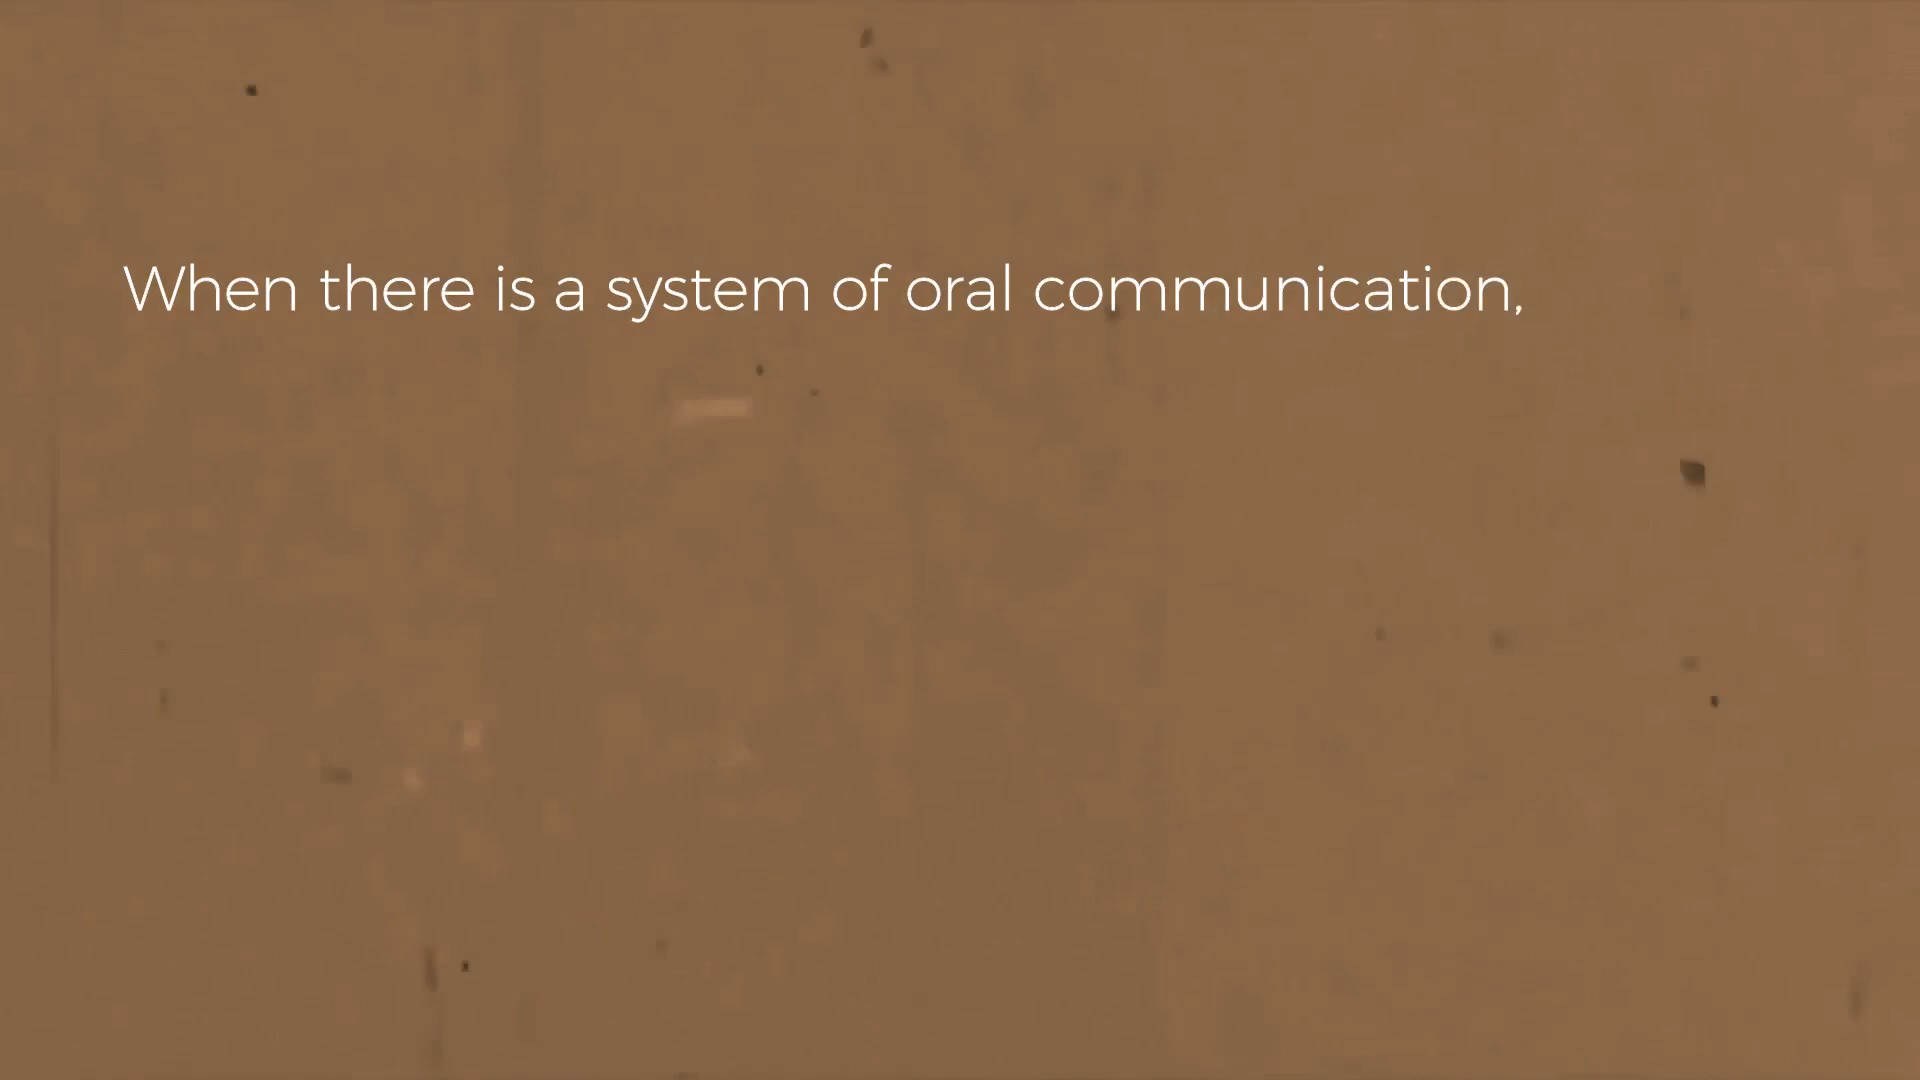 When there is a system of oral communication,